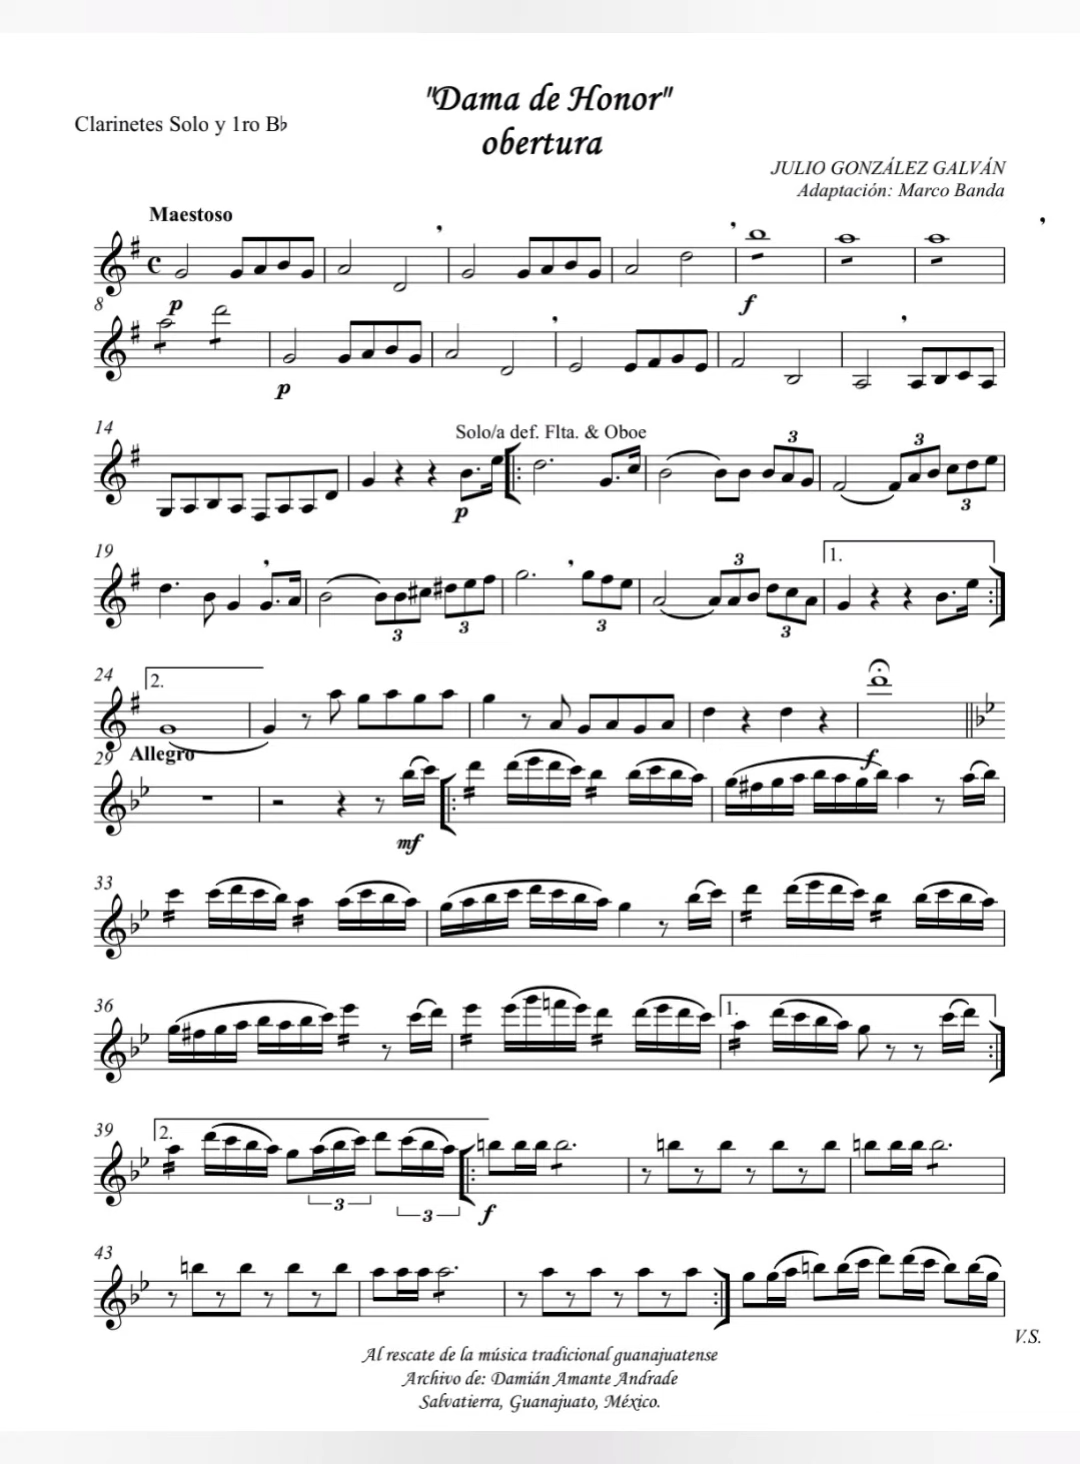 "Dama de Honor"
obertura
Clarinetes Solo y 1ro B♭
JULIO GONZÁLEZ GALVÁN
Adaptación: Marco Banda
Maestoso
p
f
8
p
14
Solo/a def. Flta. & Oboe
3
3
p
3
19
3
1.
3
3
3
3
24
2.
f
29
Allegro
mf
33
36
1.
39
2.
3
3
f
43
V.S.
Al rescate de la música tradicional guanajuatense
Archivo de: Damián Amante Andrade
Salvatierra, Guanajuato, México.